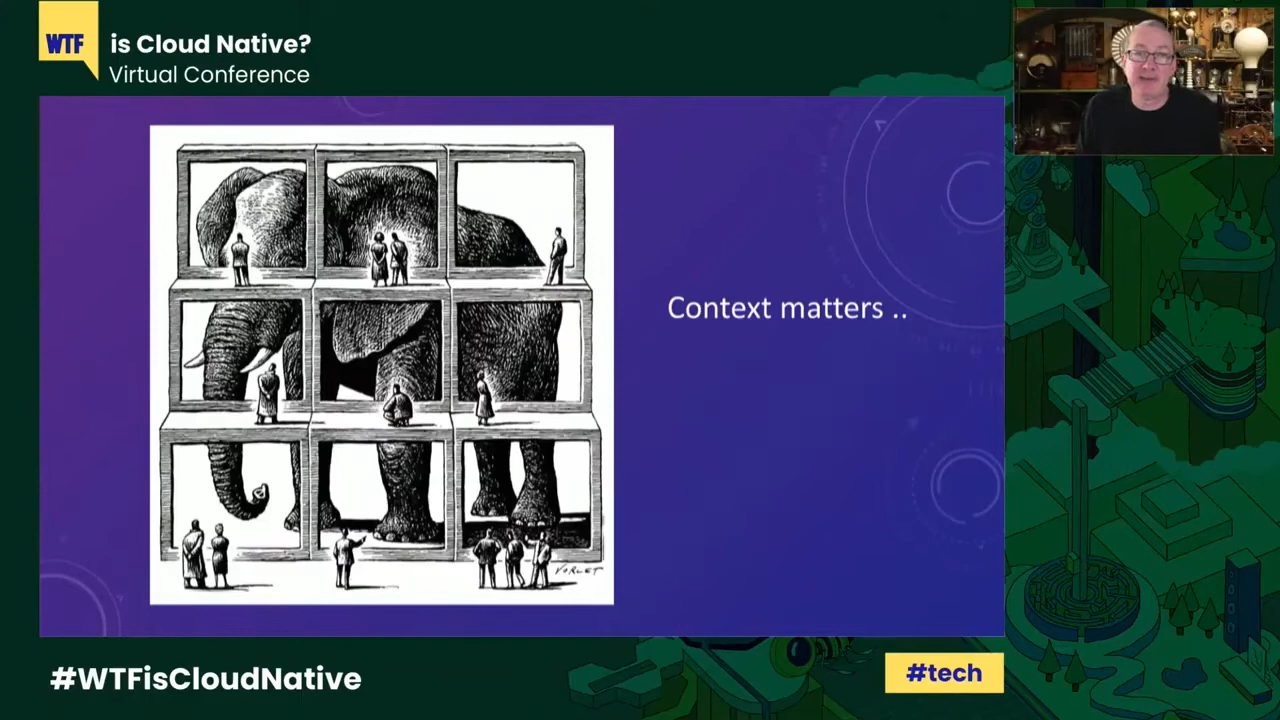 WTF is Cloud Native?
Virtual Conference
Context matters ..
VORLET
#WTFisCloudNative
#tech